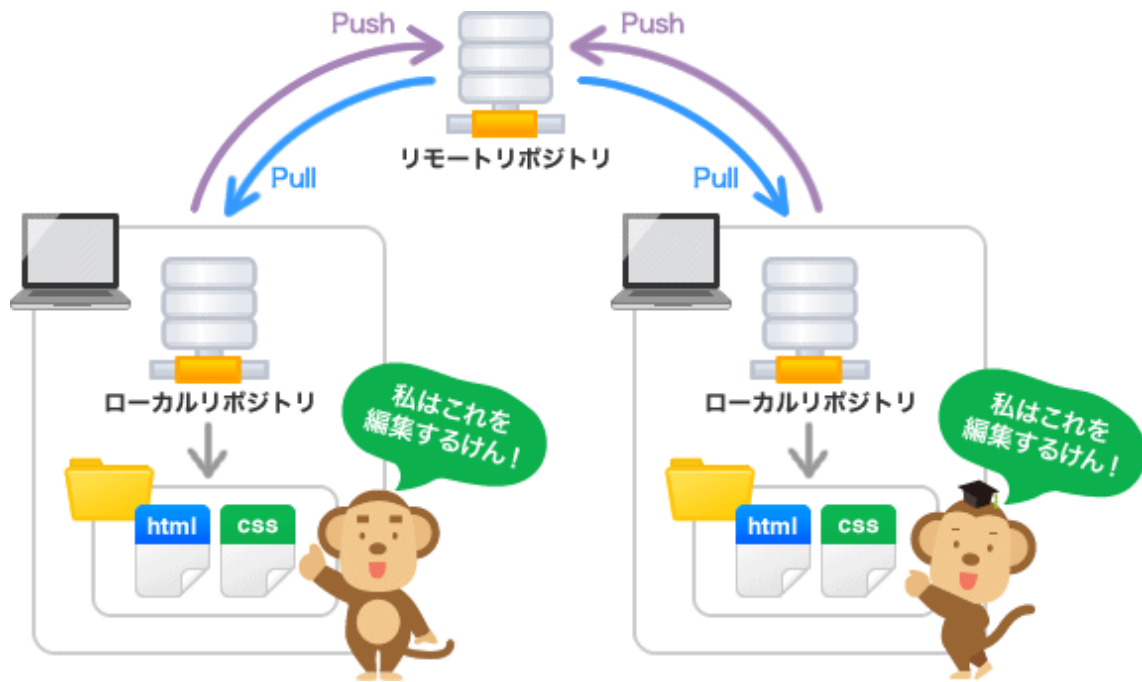 Push
Push
リモートリポジトリ
Pull
Pull
ローカルリポジトリ
私はこれを
編集するけん！
html
css
ローカルリポジトリ
私はこれを
編集するけん！
html
css